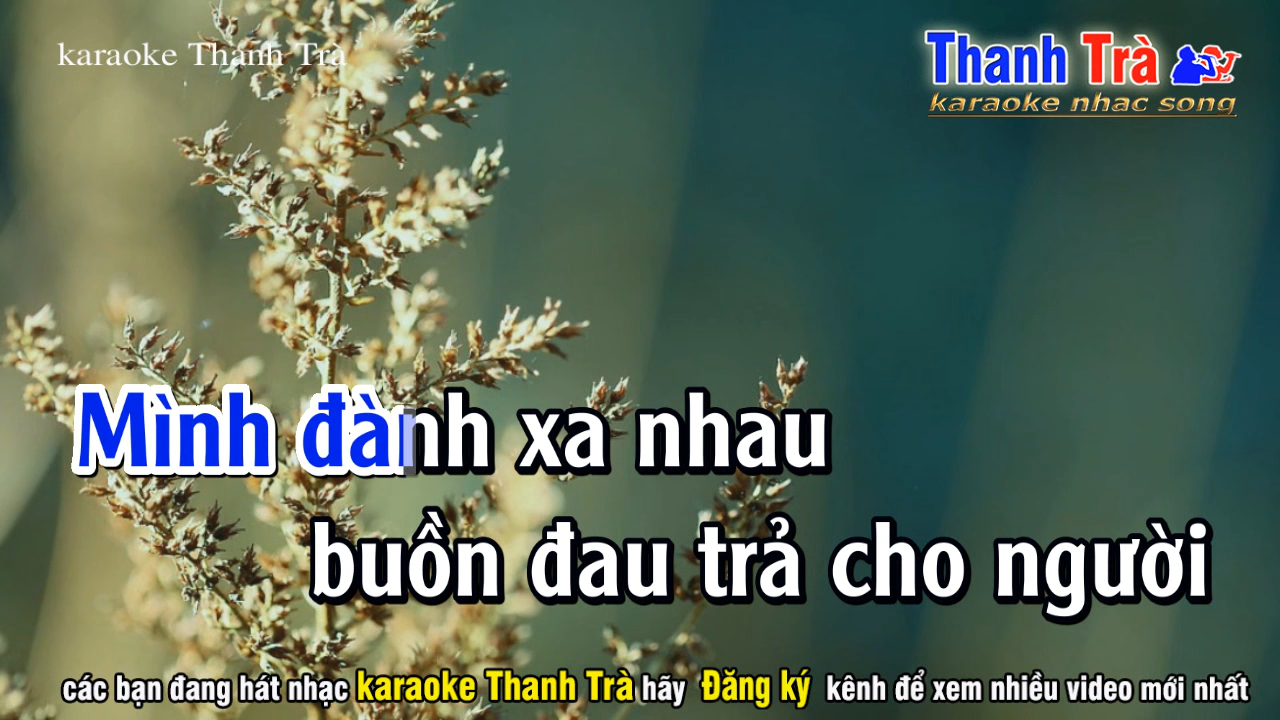 karaoke Thanh Trà
Thanh Trà
karaoke nhac song
Mình đành xa nhau
buồn đau trả cho người
các bạn đang hát nhạc karaoke Thanh Trà hãy Đăng ký kênh để xem nhiều video mới nhất